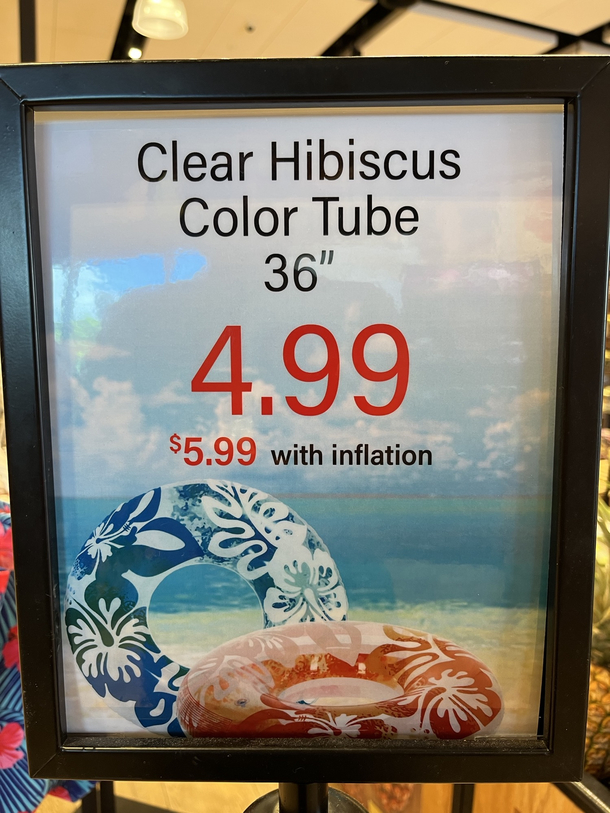 Clear Hibiscus
Color Tube
36”
4.99
$5.99 with inflation